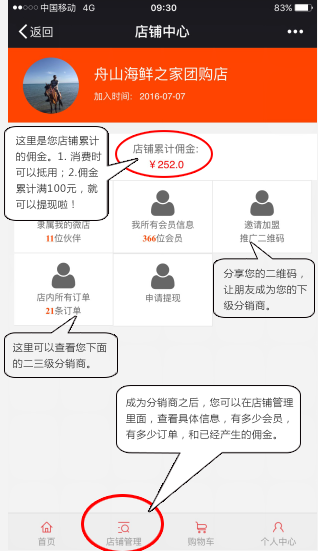 中国移动 4G 09:30 83%
返回 店铺中心
舟山海鲜之家团购店
加入时间： 2016-07-07
这里是您店铺累计
的佣金。1. 消费时
可以抵用；2.佣金
累计满100元，就
可以提现啦！
店铺累计佣金:
￥252.0
隶属我的微店
11位伙伴
我所有会员信息
366位会员
邀请加盟
推广二维码
分享您的二维码，
让朋友成为您的下
级分销商。
店内所有订单
21条订单
申请提现
这里可以查看您下面
的二三级分销商。
成为分销商之后，您可以在店铺管理
里面，查看具体信息，有多少会员，
有多少订单，和已经产生的佣金。
首页 店铺管理 购物车 个人中心